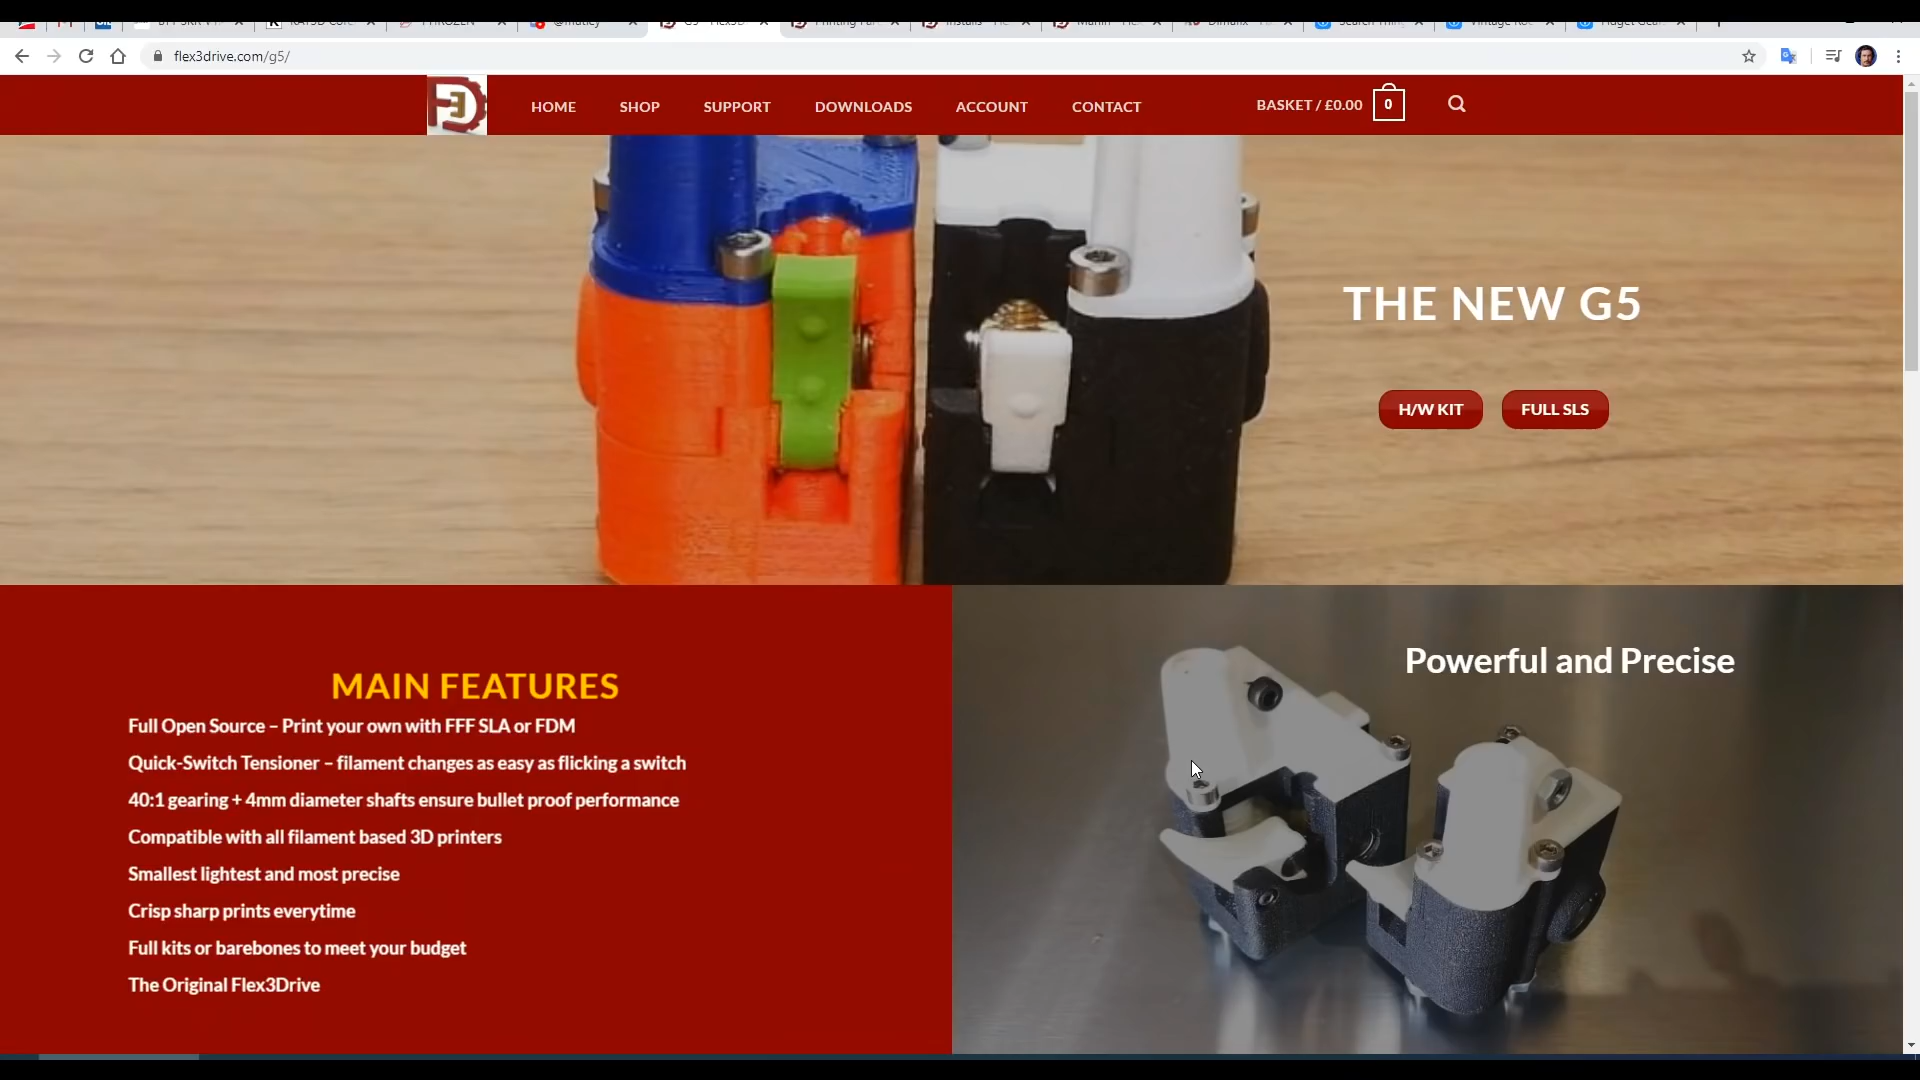 flex3drive.com/g5/
HOME SHOP SUPPORT DOWNLOADS ACCOUNT CONTACT BASKET / £0.00 0
THE NEW G5
H/W KIT FULL SLS
MAIN FEATURES
Full Open Source – Print your own with FFF SLA or FDM
Quick-Switch Tensioner – filament changes as easy as flicking a switch
40:1 gearing + 4mm diameter shafts ensure bullet proof performance
Compatible with all filament based 3D printers
Smallest lightest and most precise
Crisp sharp prints everytime
Full kits or barebones to meet your budget
The Original Flex3Drive
Powerful and Precise